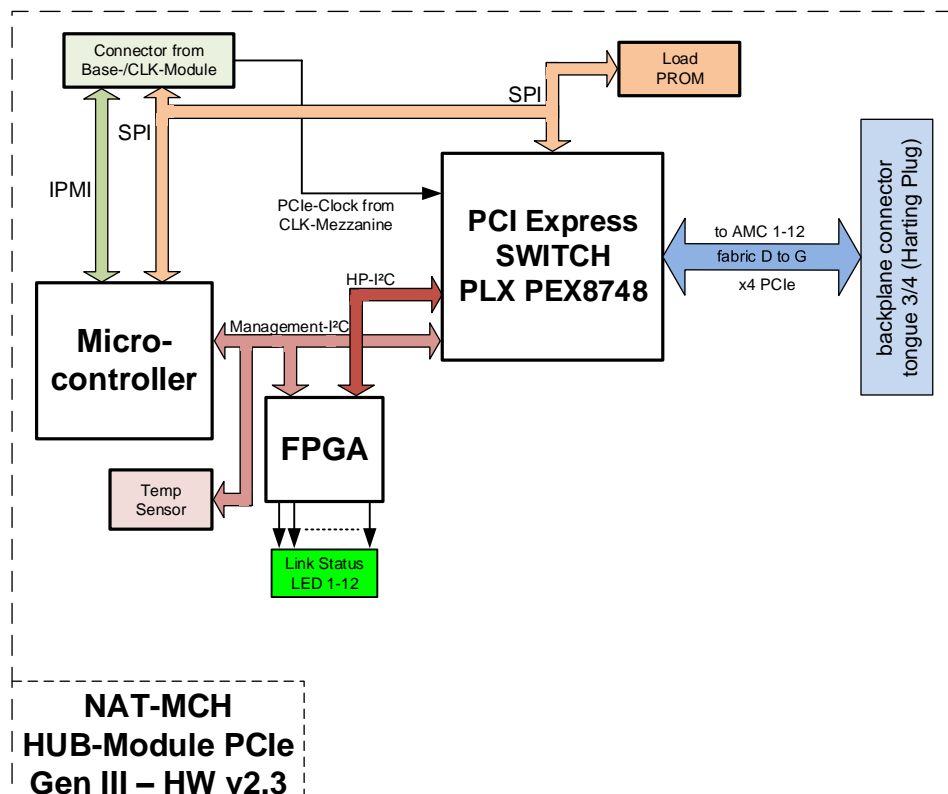 Connector from
Base-/CLK-Module
Load
PROM
SPI
SPI
IPMI
PCIe-Clock from
CLK-Mezzanine
PCI Express
SWITCH
PLX PEX8748
to AMC 1-12
fabric D to G
x4 PCIe
backplane connector
tongue 3/4 (Harting Plug)
HP-I²C
Management-I²C
Micro-
controller
FPGA
Temp
Sensor
Link Status
LED 1-12
NAT-MCH
HUB-Module PCIe
Gen III – HW v2.3